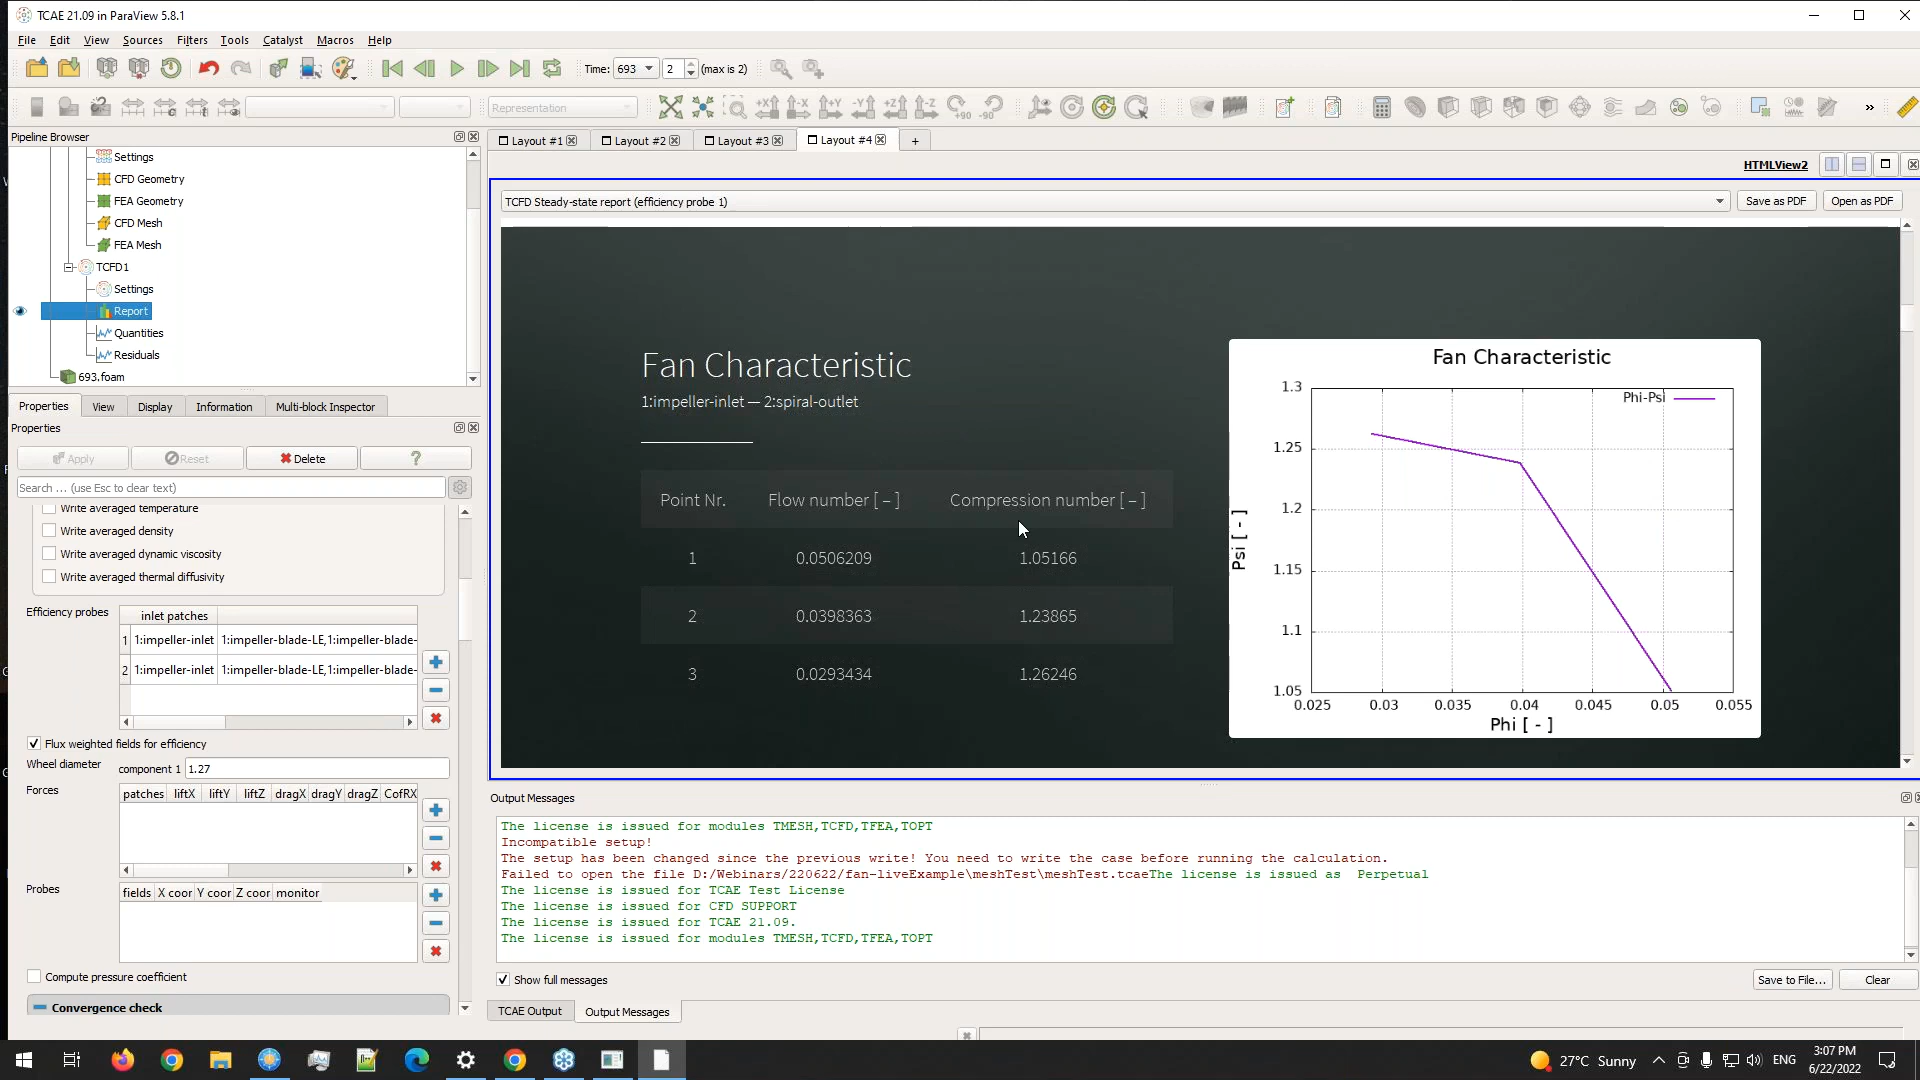 TCAE 21.09 in ParaView 5.8.1
File Edit View Sources Filters Tools Catalyst Macros Help
Time: 693 2 (max is 2)
Representation
+X -X +Y -Y +Z -Z +90 -90
»
Pipeline Browser
Settings
CFD Geometry
FEA Geometry
CFD Mesh
FEA Mesh
TCFD1
Settings
Report
Quantities
Residuals
693.foam
Properties View Display Information Multi-block Inspector
Properties
Apply Reset Delete ?
Search ... (use Esc to clear text)
Write averaged temperature
Write averaged density
Write averaged dynamic viscosity
Write averaged thermal diffusivity
Efficiency probes
inlet patches
1 1:impeller-inlet 1:impeller-blade-LE,1:impeller-blade-
2 1:impeller-inlet 1:impeller-blade-LE,1:impeller-blade-
Flux weighted fields for efficiency
Wheel diameter component 1 1.27
Forces
patches liftX liftY liftZ dragX dragY dragZ CofRX
Probes
fields X coor Y coor Z coor monitor
Compute pressure coefficient
Convergence check
Layout #1 Layout #2 Layout #3 Layout #4 +
HTMLView2
TCFD Steady-state report (efficiency probe 1)
Save as PDF Open as PDF
Fan Characteristic
1:impeller-inlet — 2:spiral-outlet
Point Nr. Flow number [ – ] Compression number [ – ]
1 0.0506209 1.05166
2 0.0398363 1.23865
3 0.0293434 1.26246
Fan Characteristic
Phi-Psi
1.3
1.25
1.2
1.15
1.1
1.05
Psi [ - ]
0.025 0.03 0.035 0.04 0.045 0.05 0.055
Phi [ - ]
Output Messages
The license is issued for modules TMESH,TCFD,TFEA,TOPT
Incompatible setup!
The setup has been changed since the previous write! You need to write the case before running the calculation.
Failed to open the file D:/Webinars/220622/fan-liveExample\meshTest\meshTest.tcaeThe license is issued as  Perpetual
The license is issued for TCAE Test License
The license is issued for CFD SUPPORT
The license is issued for TCAE 21.09.
The license is issued for modules TMESH,TCFD,TFEA,TOPT
Show full messages
Save to File... Clear
TCAE Output Output Messages
27°C Sunny
ENG
3:07 PM
6/22/2022